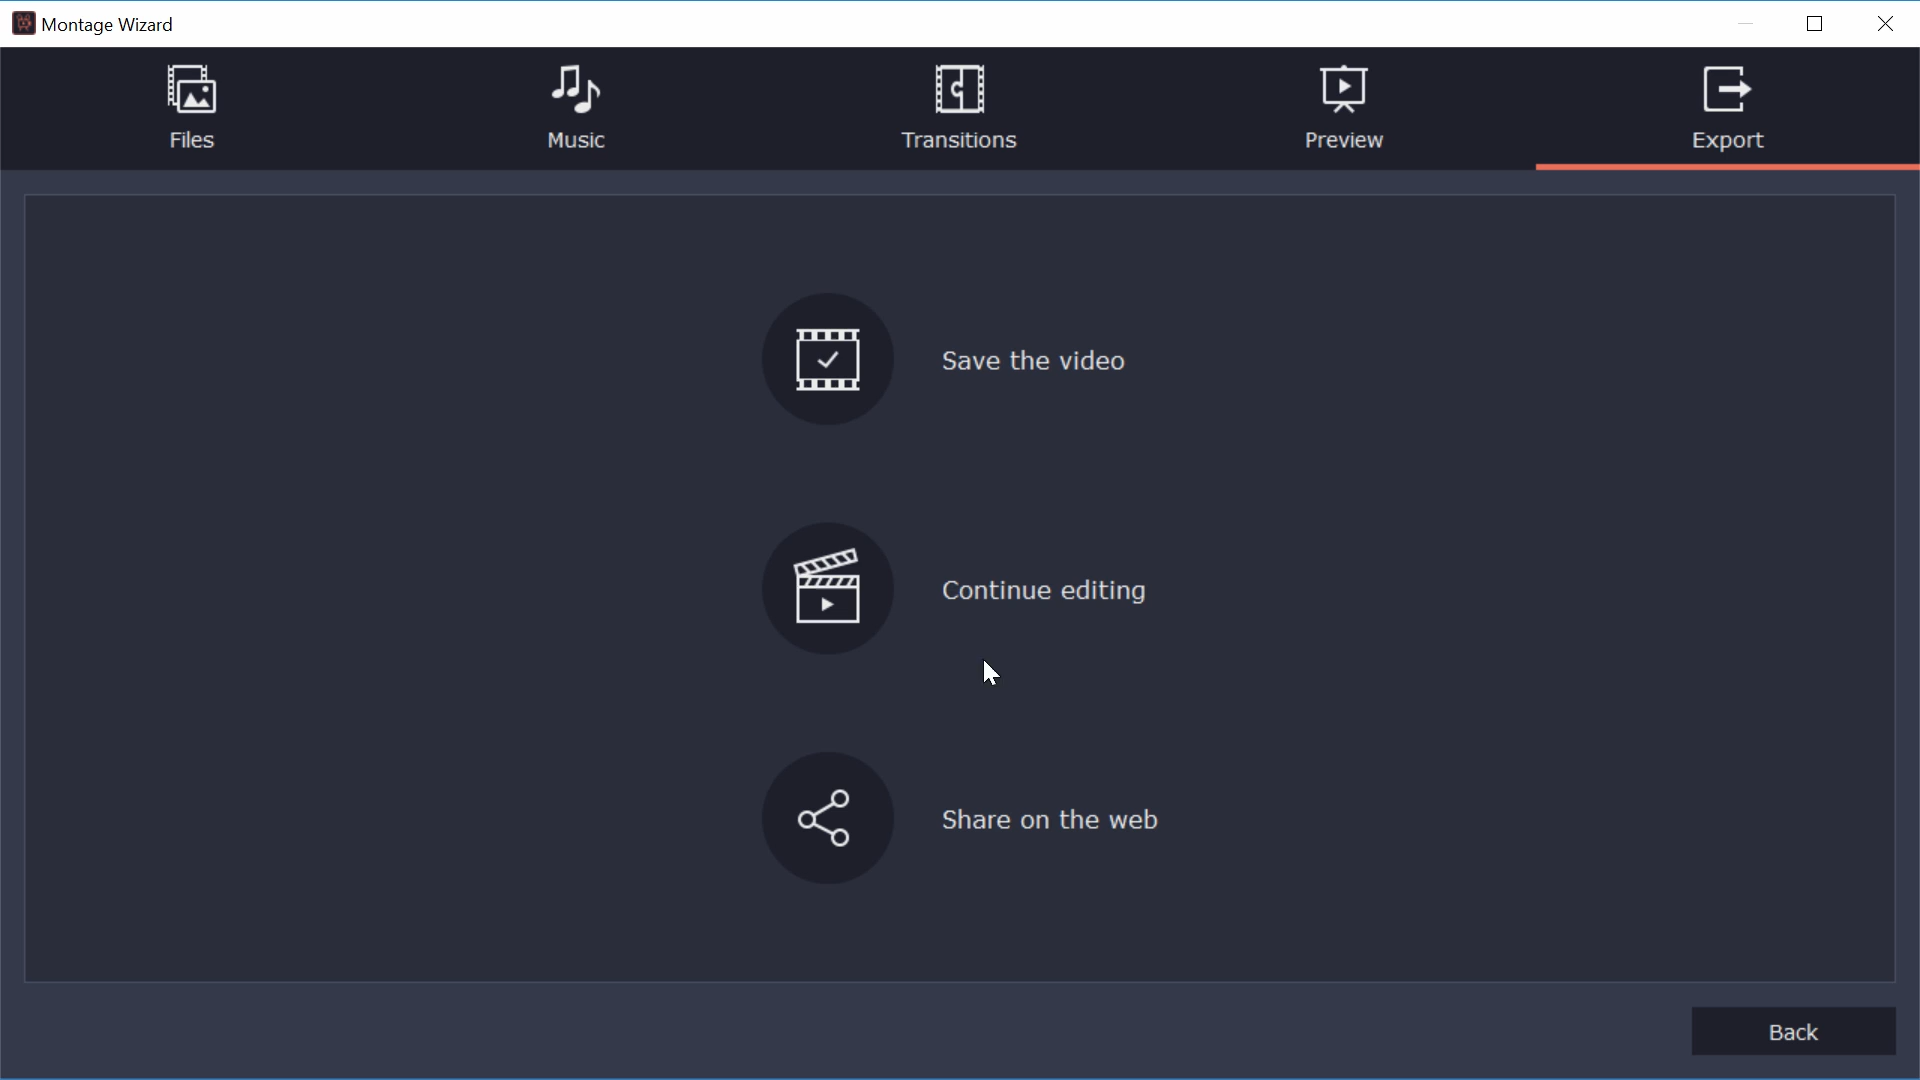 Montage Wizard
Files
Music
Transitions
Preview
Export
Save the video
Continue editing
Share on the web
Back